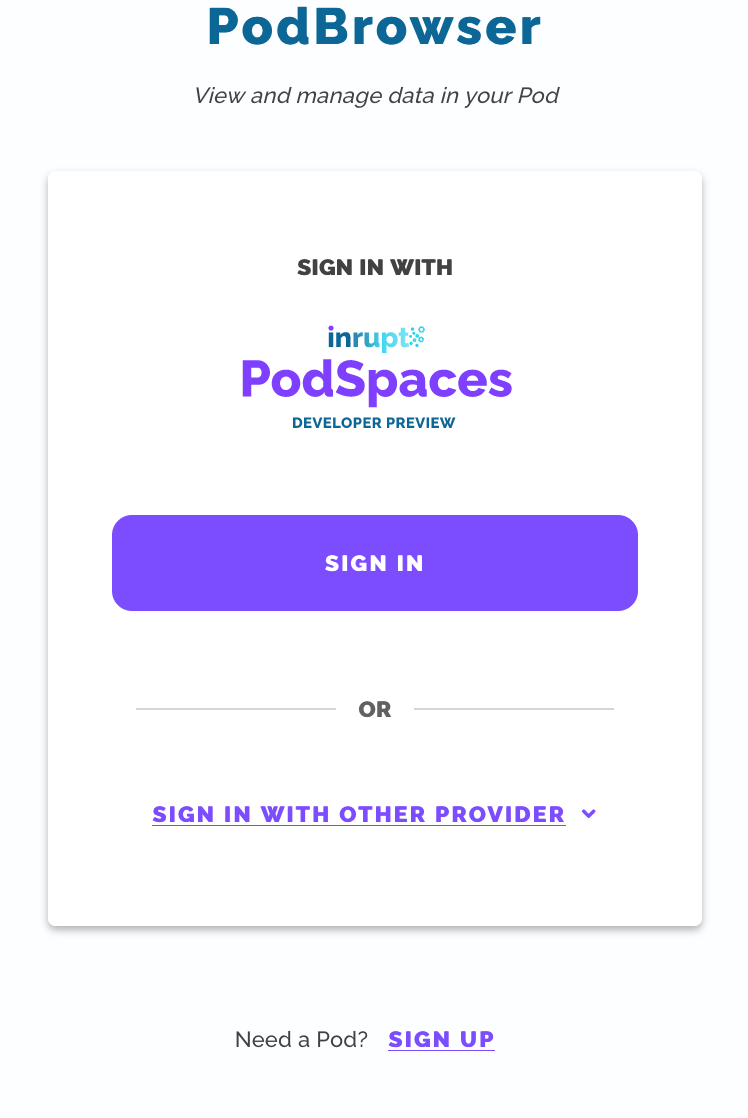 PodBrowser
View and manage data in your Pod
SIGN IN WITH
inrupt
PodSpaces
DEVELOPER PREVIEW
SIGN IN
OR
SIGN IN WITH OTHER PROVIDER
Need a Pod? SIGN UP